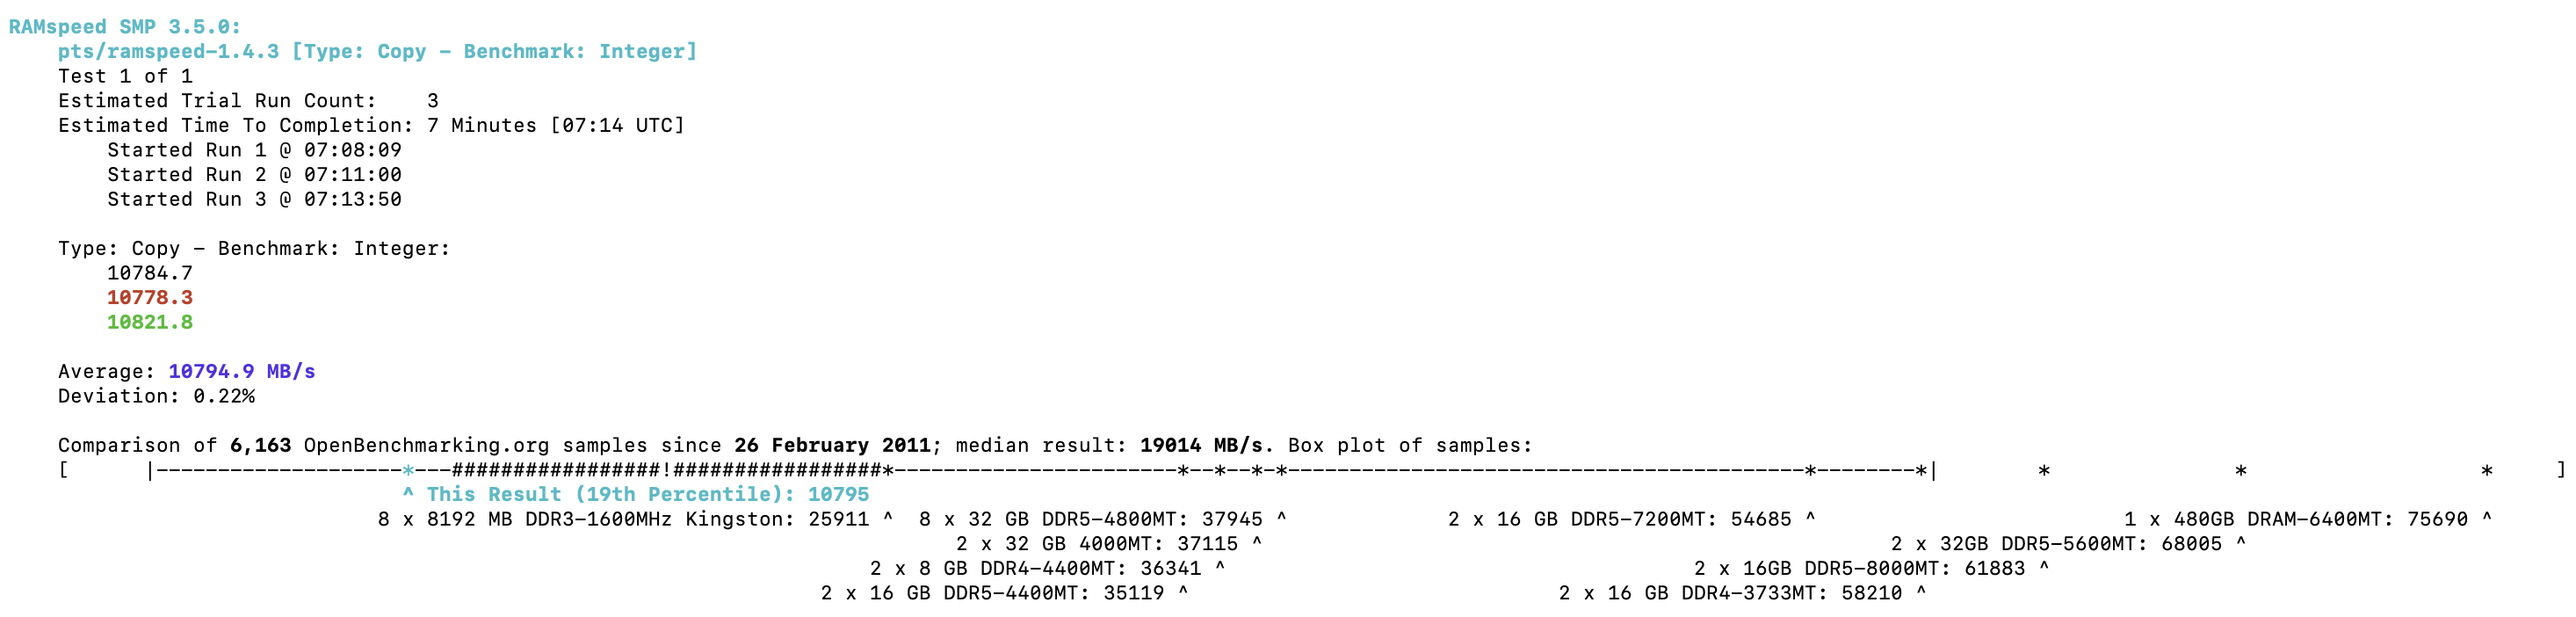 RAMspeed SMP 3.5.0:
    pts/ramspeed-1.4.3 [Type: Copy - Benchmark: Integer]
    Test 1 of 1
    Estimated Trial Run Count:    3
    Estimated Time To Completion: 7 Minutes [07:14 UTC]
        Started Run 1 @ 07:08:09
        Started Run 2 @ 07:11:00
        Started Run 3 @ 07:13:50

    Type: Copy - Benchmark: Integer:
        10784.7
        10778.3
        10821.8

    Average: 10794.9 MB/s
    Deviation: 0.22%

    Comparison of 6,163 OpenBenchmarking.org samples since 26 February 2011; median result: 19014 MB/s. Box plot of samples:
    [      |--------------------*---#################!#################*-----------------------*--*--*-*------------------------------------------*--------*|        *               *                   *     ]
                                ^ This Result (19th Percentile): 10795
                              8 x 8192 MB DDR3-1600MHz Kingston: 25911 ^  8 x 32 GB DDR5-4800MT: 37945 ^             2 x 16 GB DDR5-7200MT: 54685 ^                         1 x 480GB DRAM-6400MT: 75690 ^
                                                                             2 x 32 GB 4000MT: 37115 ^                                                   2 x 32GB DDR5-5600MT: 68005 ^
                                                                      2 x 8 GB DDR4-4400MT: 36341 ^                                      2 x 16GB DDR5-8000MT: 61883 ^
                                                                  2 x 16 GB DDR5-4400MT: 35119 ^                              2 x 16 GB DDR4-3733MT: 58210 ^